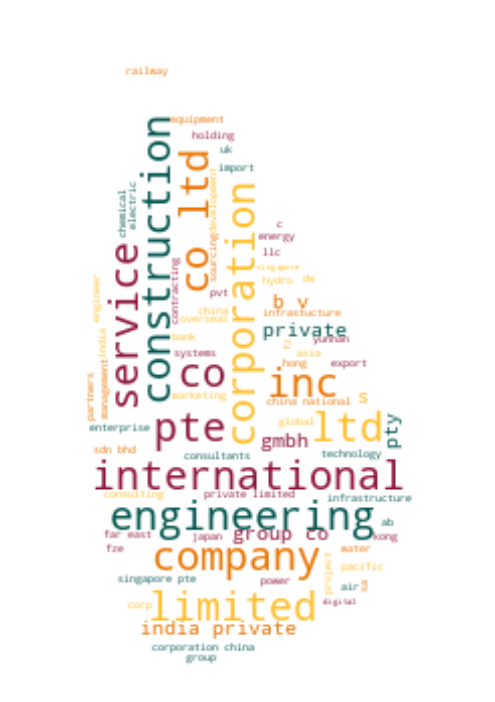 railway
equipment
holding
uk
import
construction
co ltd
development
sourcing
corporation
chemical
electric
service
contracting
c
energy
llc
singapore
hydro
de
pvt
b v
infrastucture
china
overseas
private
yunnan
engineer
bank
fz
asia
systems
hong
export
india
management
partners
co
inc
marketing
china national
s
pte
global
ltd
pty
enterprise
gmbh
sdn bhd
consultants
technology
international
consulting
private limited
infrastructure
engineering
ab
far east
japan
group co
kong
fze
company
water
project
pacific
singapore pte
power
air
sa
corp
limited
digital
india private
corporation china
group